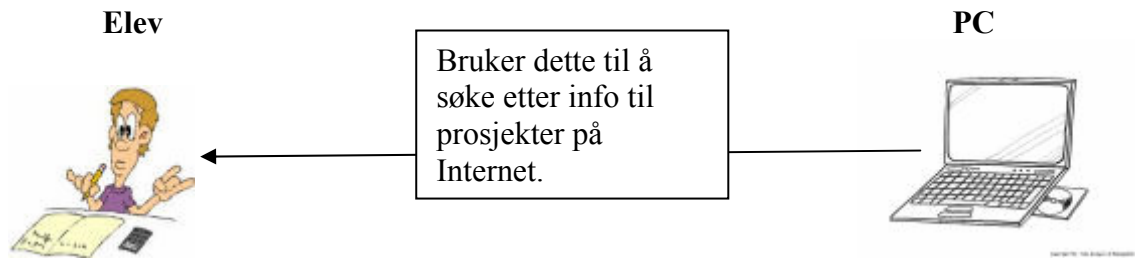 Elev
PC
Bruker dette til å
søke etter info til
prosjekter på
Internet.